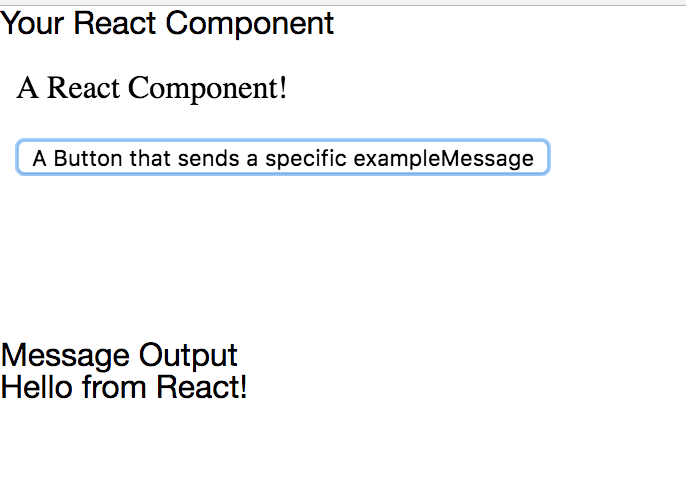 Your React Component
A React Component!
A Button that sends a specific exampleMessage
Message Output
Hello from React!